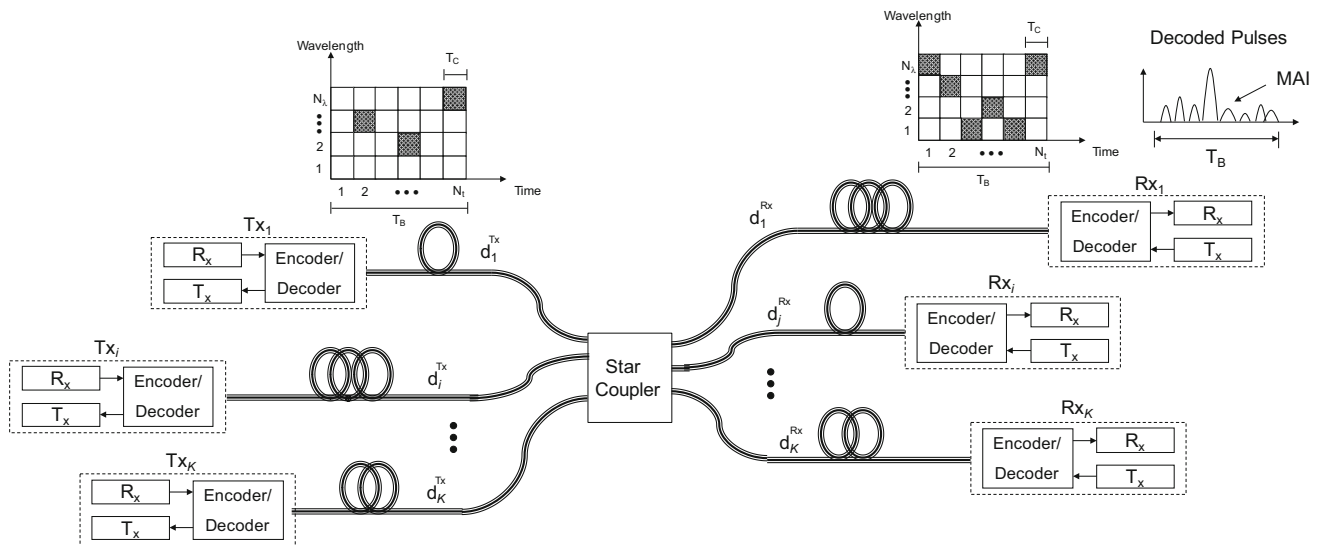 Wavelength
T_C
N_λ
2
1
1 2 N_t Time
T_B
Wavelength
T_C
N_λ
2
1
1 2 N_t Time
T_B
Decoded Pulses
MAI
T_B
Tx_1
R_x
T_x
Encoder/
Decoder
d_1^Tx
Tx_i
R_x
T_x
Encoder/
Decoder
d_i^Tx
Tx_K
R_x
T_x
Encoder/
Decoder
d_K^Tx
Star
Coupler
d_1^Rx
Rx_1
Encoder/
Decoder
R_x
T_x
d_j^Rx
Rx_i
Encoder/
Decoder
R_x
T_x
d_K^Rx
Rx_K
Encoder/
Decoder
R_x
T_x